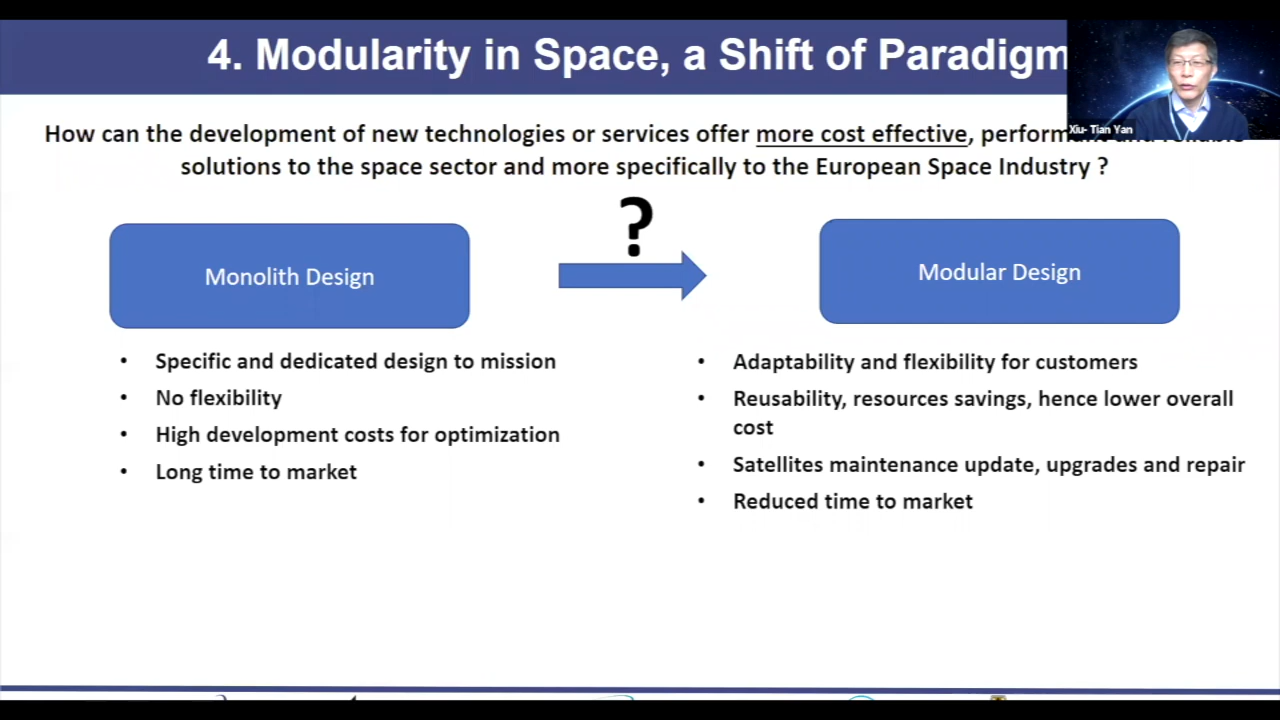 4. Modularity in Space, a Shift of Paradigm
Xiu- Tian Yan
How can the development of new technologies or services offer more cost effective, performant and reliable
solutions to the space sector and more specifically to the European Space Industry ?
?
Monolith Design
Modular Design
• Specific and dedicated design to mission
• No flexibility
• High development costs for optimization
• Long time to market
• Adaptability and flexibility for customers
• Reusability, resources savings, hence lower overall
cost
• Satellites maintenance update, upgrades and repair
• Reduced time to market